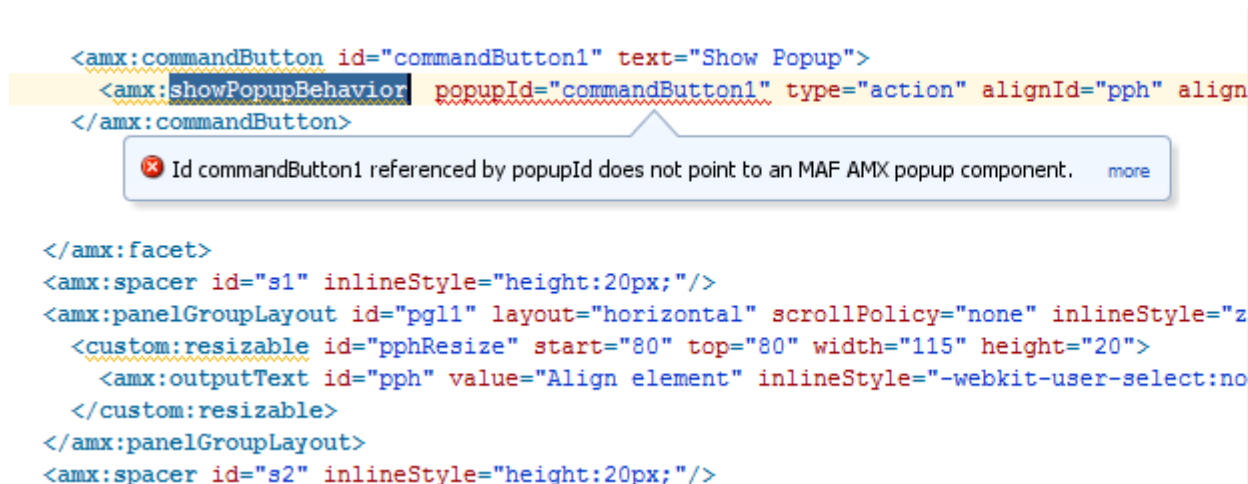 <amx:commandButton id="commandButton1" text="Show Popup">
<amx:showPopupBehavior popupId="commandButton1" type="action" alignId="pph" align
</amx:commandButton>
Id commandButton1 referenced by popupId does not point to an MAF AMX popup component. more
</amx:facet>
<amx:spacer id="s1" inlineStyle="height:20px;"/>
<amx:panelGroupLayout id="pgl1" layout="horizontal" scrollPolicy="none" inlineStyle="z
<custom:resizable id="pphResize" start="80" top="80" width="115" height="20">
<amx:outputText id="pph" value="Align element" inlineStyle="-webkit-user-select:no
</custom:resizable>
</amx:panelGroupLayout>
<amx:spacer id="s2" inlineStyle="height:20px;"/>